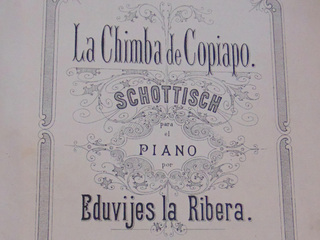 La Chimba de Copiapo.
SCHOTTISCH
para
el
PIANO
por
Eduvijes la Ribera.